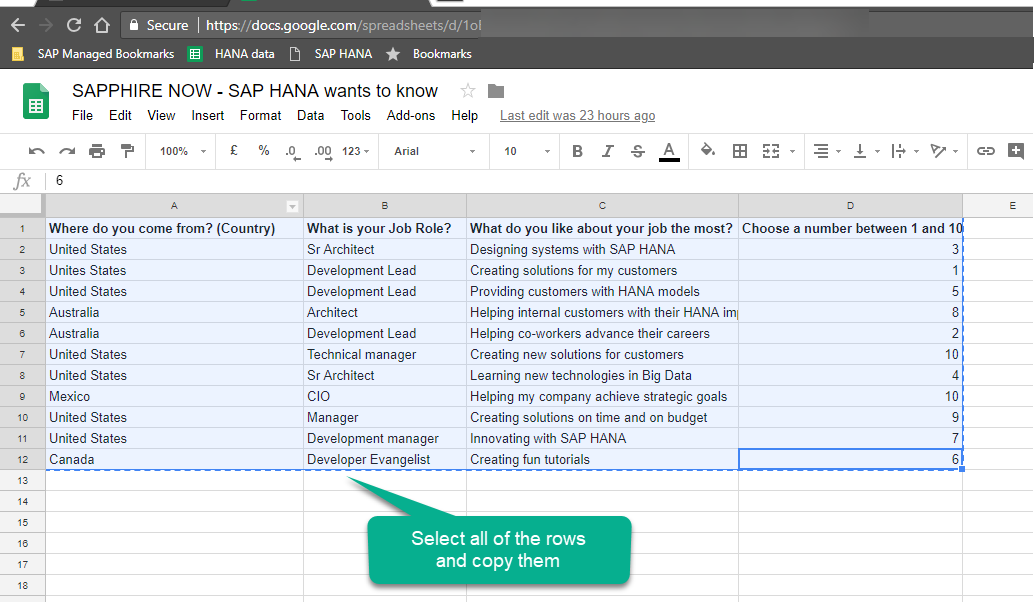 Secure https://docs.google.com/spreadsheets/d/1ol
SAP Managed Bookmarks HANA data SAP HANA Bookmarks
SAPPHIRE NOW - SAP HANA wants to know
File Edit View Insert Format Data Tools Add-ons Help Last edit was 23 hours ago
100% £ % .0 .00 123 Arial 10 B I S A
fx 6
A B C D E
1 Where do you come from? (Country) What is your Job Role? What do you like about your job the most? Choose a number between 1 and 10
2 United States Sr Architect Designing systems with SAP HANA 3
3 Unites States Development Lead Creating solutions for my customers 1
4 United States Development Lead Providing customers with HANA models 5
5 Australia Architect Helping internal customers with their HANA im 8
6 Australia Development Lead Helping co-workers advance their careers 2
7 United States Technical manager Creating new solutions for customers 10
8 United States Sr Architect Learning new technologies in Big Data 4
9 Mexico CIO Helping my company achieve strategic goals 10
10 United States Manager Creating solutions on time and on budget 9
11 United States Development manager Innovating with SAP HANA 7
12 Canada Developer Evangelist Creating fun tutorials 6
13
14
15
16
17
18
Select all of the rows
and copy them